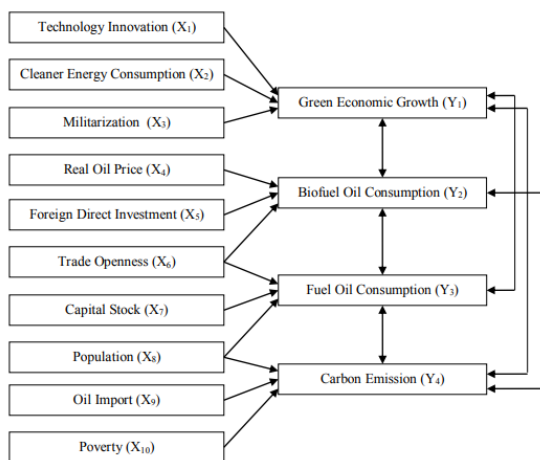 Technology Innovation (X₁)
Cleaner Energy Consumption (X₂)
Green Economic Growth (Y₁)
Militarization (X₃)
Real Oil Price (X₄)
Biofuel Oil Consumption (Y₂)
Foreign Direct Investment (X₅)
Trade Openness (X₆)
Fuel Oil Consumption (Y₃)
Capital Stock (X₇)
Population (X₈)
Carbon Emission (Y₄)
Oil Import (X₉)
Poverty (X₁₀)